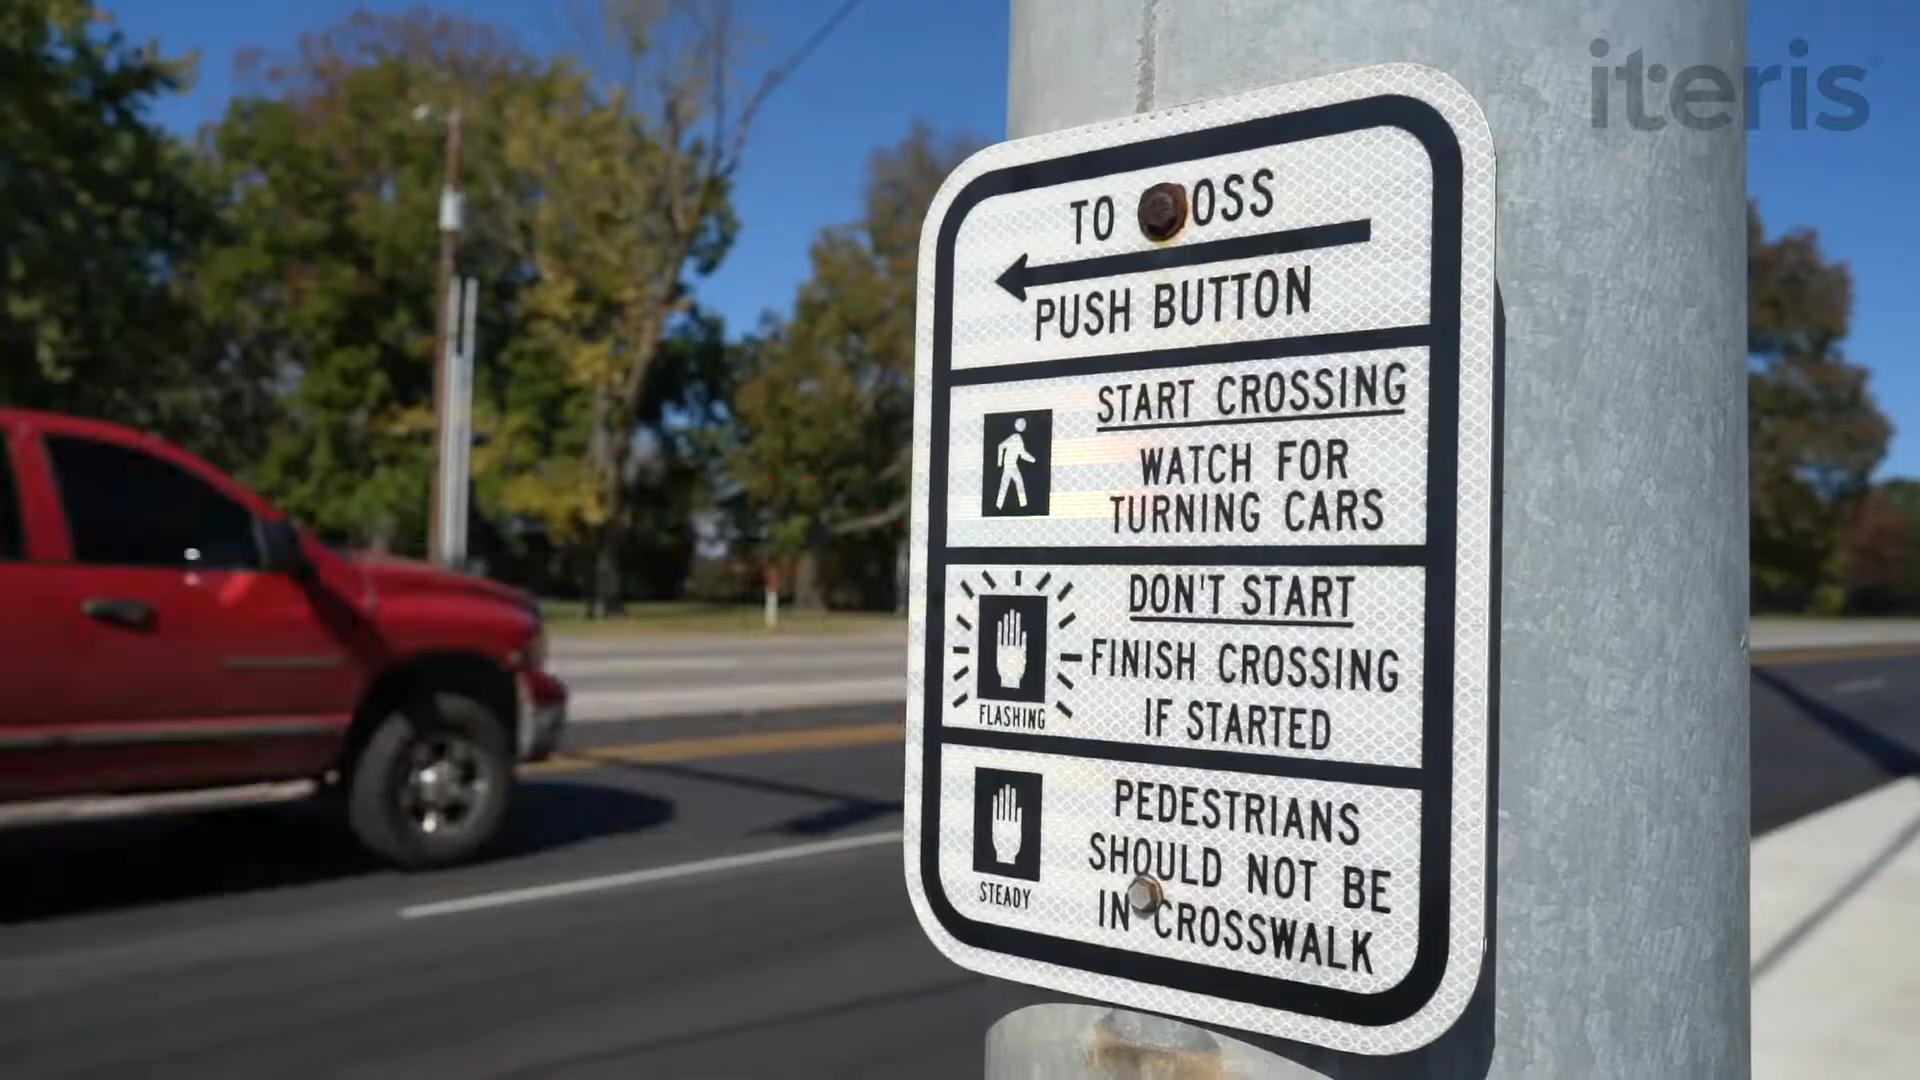 iteris
TO OSS
PUSH BUTTON
START CROSSING
WATCH FOR
TURNING CARS
DON'T START
FINISH CROSSING
IF STARTED
FLASHING
PEDESTRIANS
SHOULD NOT BE
IN CROSSWALK
STEADY